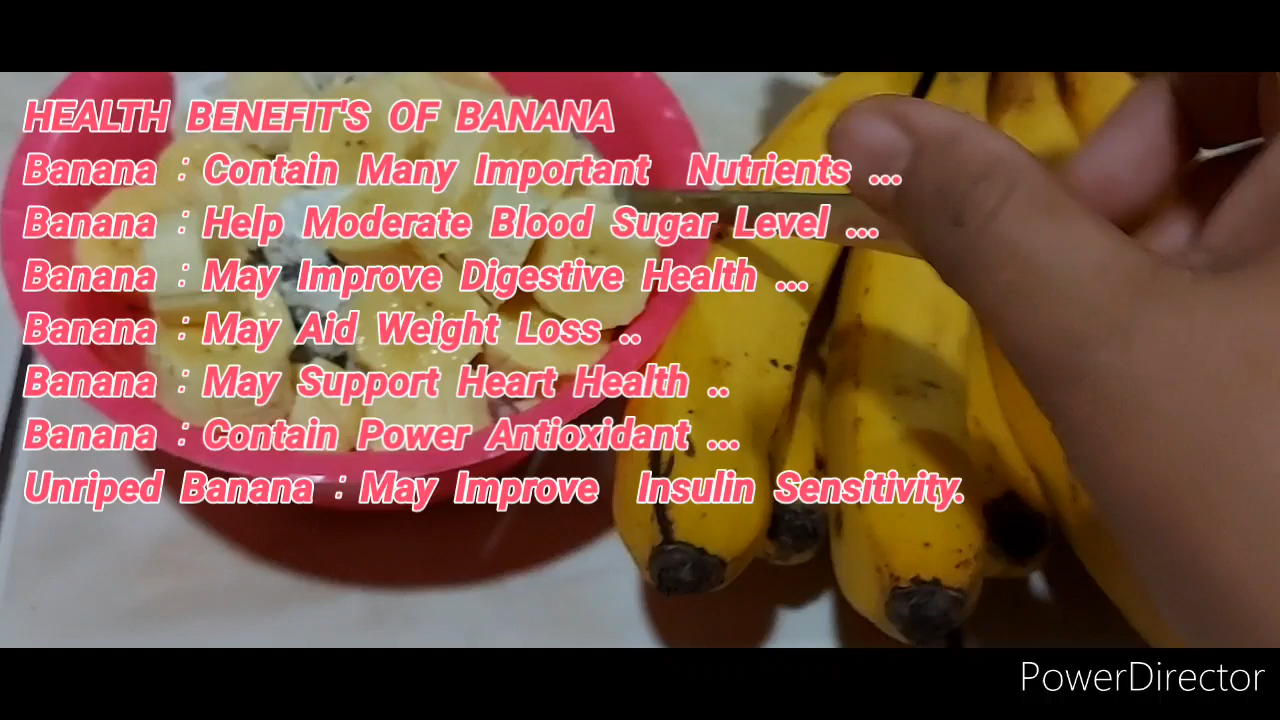 HEALTH BENEFIT'S OF BANANA
Banana : Contain Many Important Nutrients ...
Banana : Help Moderate Blood Sugar Level ...
Banana : May Improve Digestive Health ...
Banana : May Aid Weight Loss ..
Banana : May Support Heart Health ..
Banana : Contain Power Antioxidant ...
Unriped Banana : May Improve Insulin Sensitivity.
PowerDirector